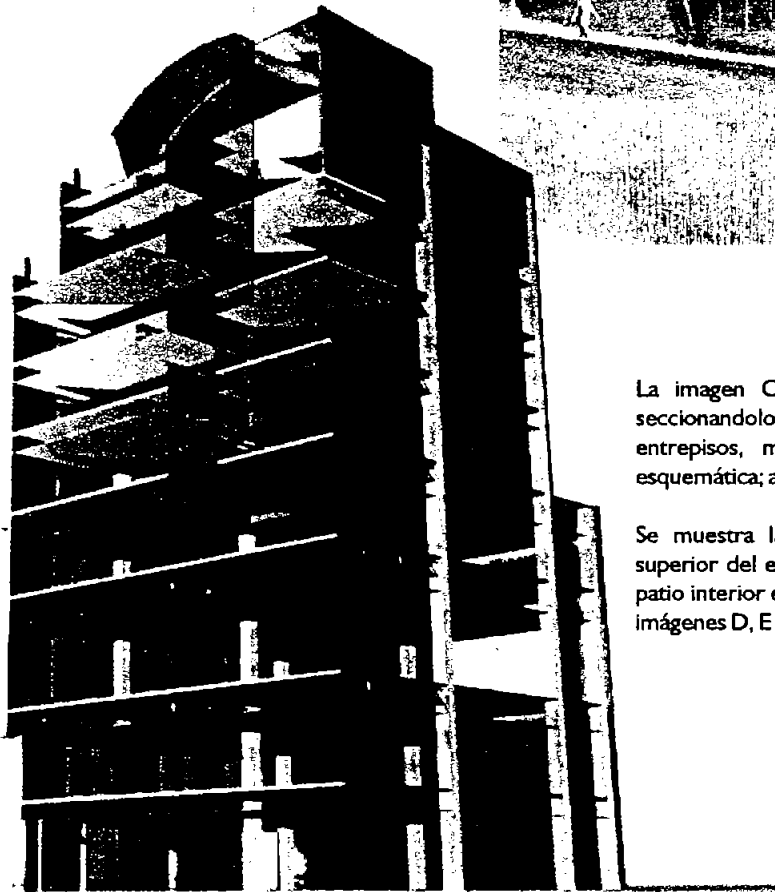 La imagen C
seccionandolo
entrepisos, m
esquemática; a
Se muestra l
superior del e
patio interior e
imágenes D, E